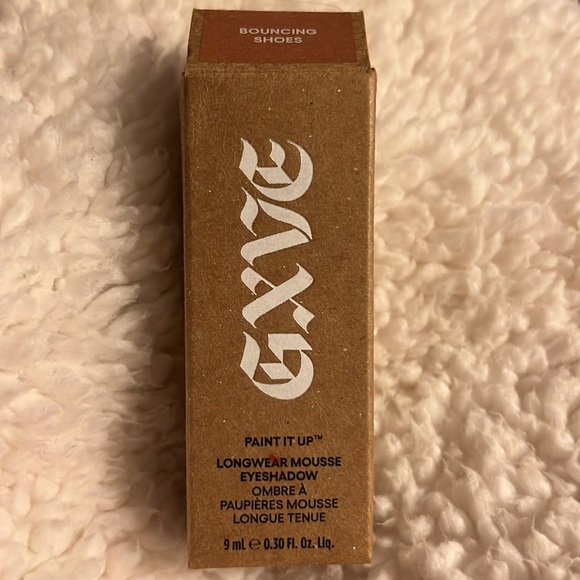 BOUNCING
SHOES
GXVE
PAINT IT UP™
LONGWEAR MOUSSE
EYESHADOW
OMBRE À
PAUPIÈRES MOUSSE
LONGUE TENUE
9 mL ℮ 0.30 Fl. Oz. Liq.